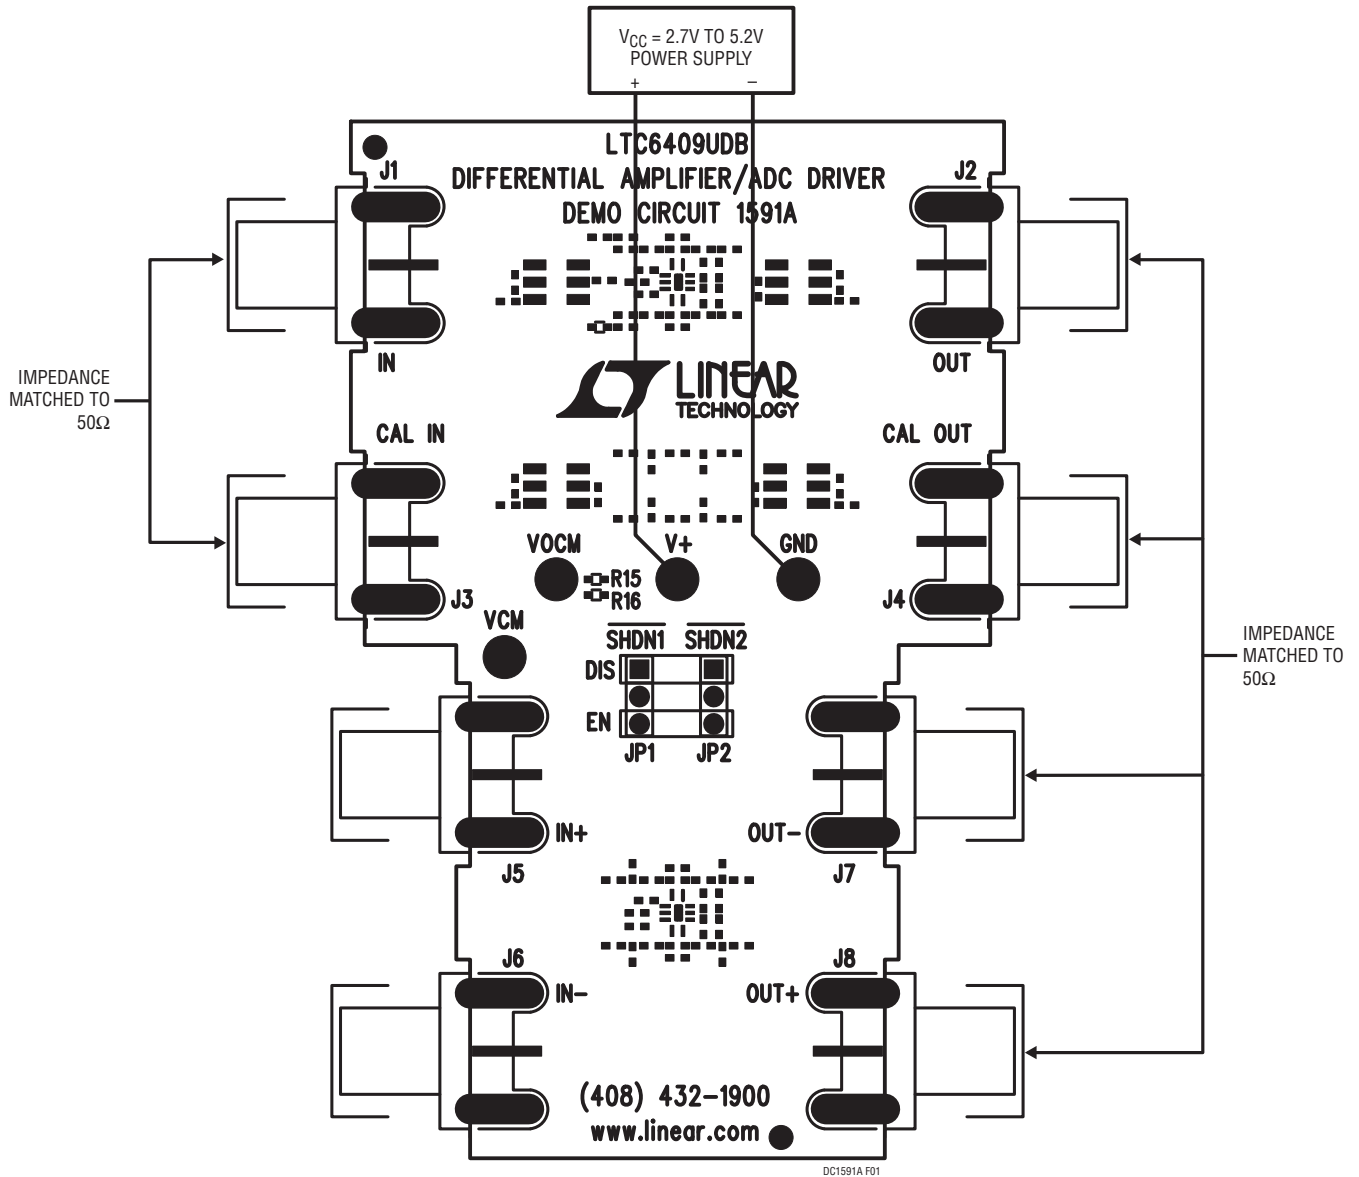 V_CC = 2.7V TO 5.2V
POWER SUPPLY
+ −
LTC6409UDB
DIFFERENTIAL AMPLIFIER/ADC DRIVER
DEMO CIRCUIT 1591A
J1
J2
IN
OUT
LINEAR
TECHNOLOGY
IMPEDANCE
MATCHED TO
50Ω
CAL IN
CAL OUT
VOCM
V+
GND
R15
R16
J3
J4
VCM
SHDN1
SHDN2
DIS
EN
JP1
JP2
IMPEDANCE
MATCHED TO
50Ω
IN+
OUT-
J5
J7
J6
J8
IN-
OUT+
(408) 432-1900
www.linear.com
DC1591A F01